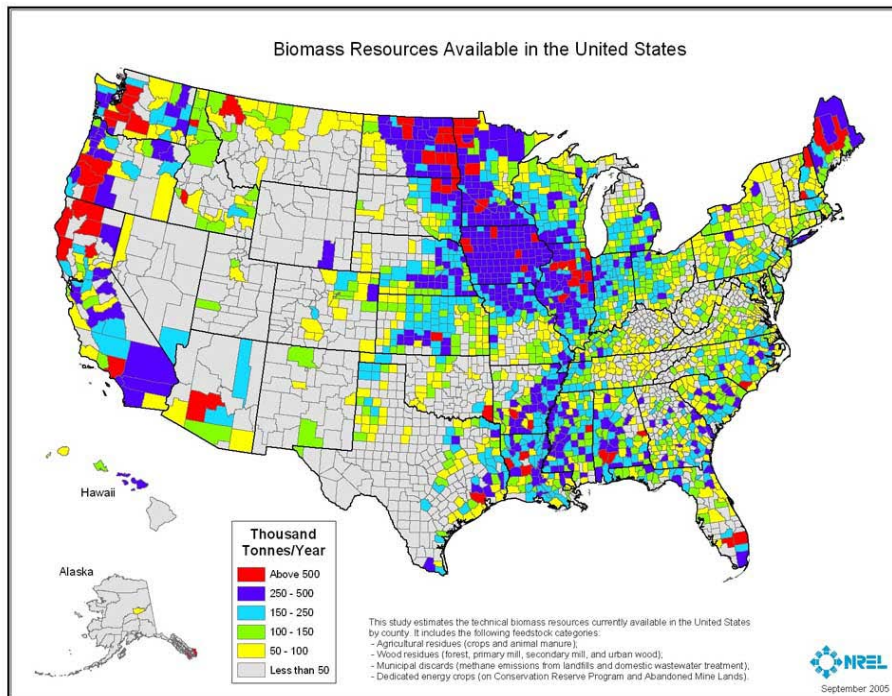 Biomass Resources Available in the United States
Hawaii
Alaska
Thousand
Tonnes/Year
Above 500
250 - 500
150 - 250
100 - 150
50 - 100
Less than 50
This study estimates the technical biomass resources currently available in the United States
by county. It includes the following feedstock categories:
- Agricultural residues (crops and animal manure);
- Wood residues (forest, primary mill, secondary mill, and urban wood);
- Municipal discards (methane emissions from landfills and domestic wastewater treatment);
- Dedicated energy crops (on Conservation Reserve Program and Abandoned Mine Lands).
NREL
September 2005